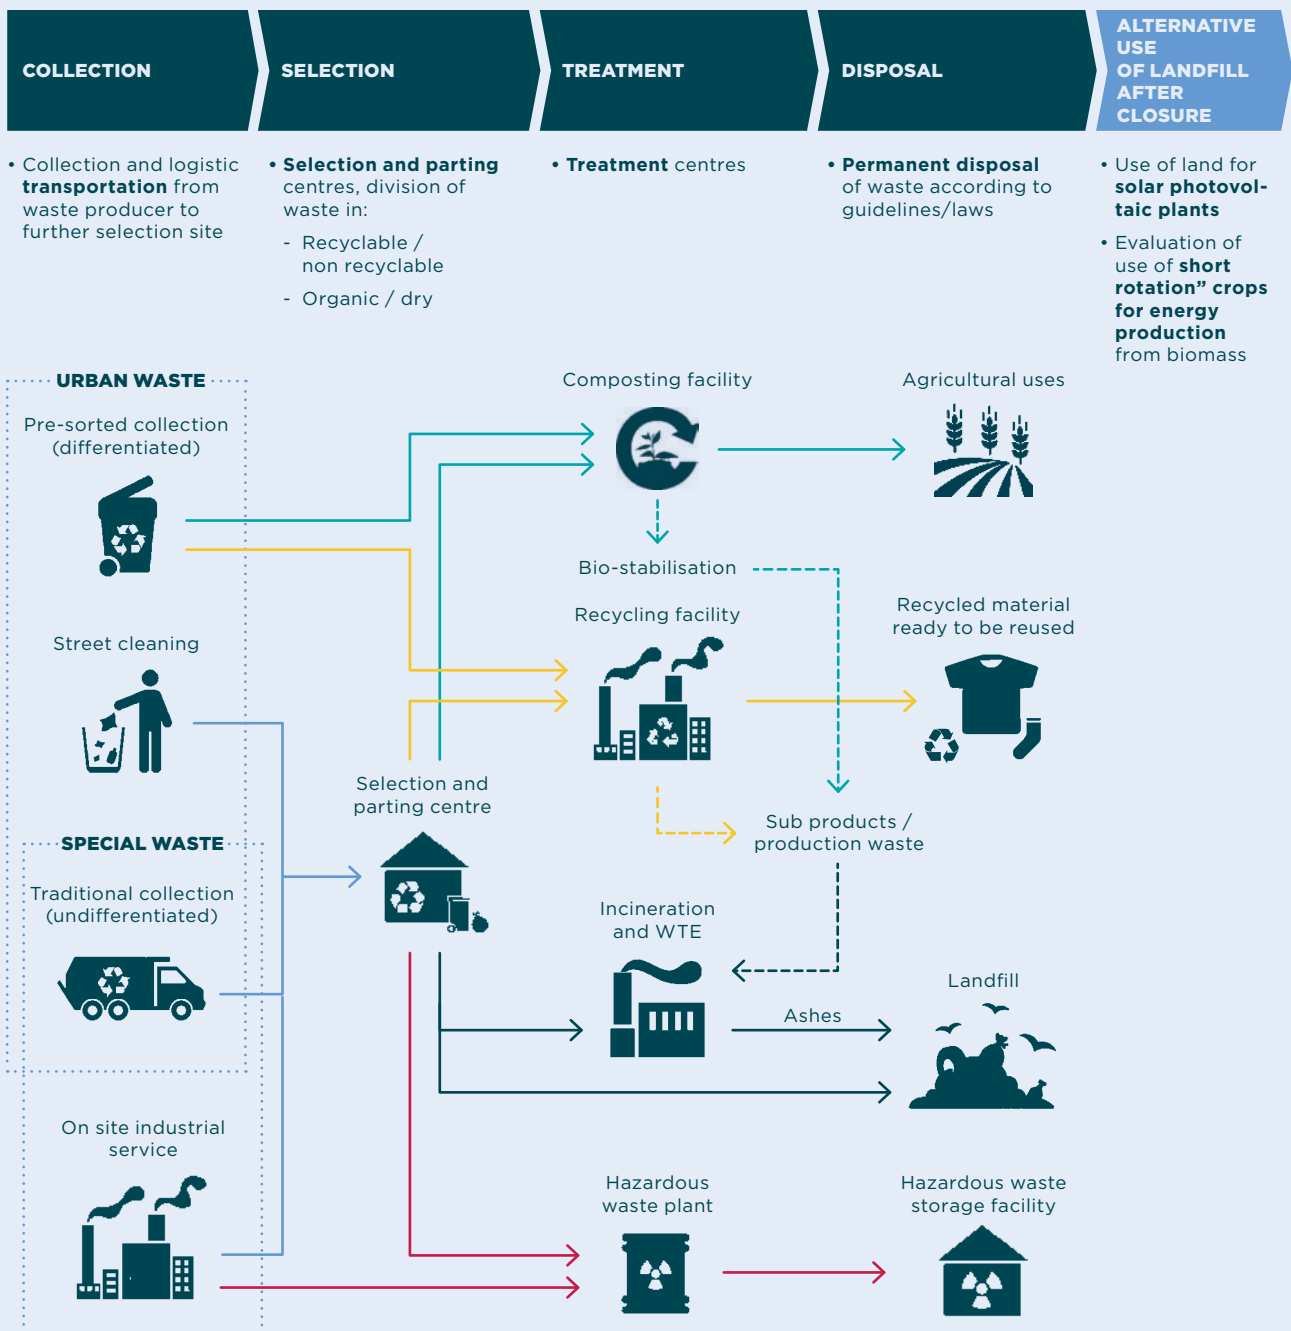 COLLECTION
SELECTION
TREATMENT
DISPOSAL
ALTERNATIVE
USE
OF LANDFILL
AFTER
CLOSURE
• Collection and logistic
transportation from
waste producer to
further selection site
• Selection and parting
centres, division of
waste in:
- Recyclable /
non recyclable
- Organic / dry
• Treatment centres
• Permanent disposal
of waste according to
guidelines/laws
• Use of land for
solar photovol-
taic plants
• Evaluation of
use of short
rotation” crops
for energy
production
from biomass
URBAN WASTE
Pre-sorted collection
(differentiated)
Street cleaning
SPECIAL WASTE
Traditional collection
(undifferentiated)
On site industrial
service
Selection and
parting centre
Composting facility
Bio-stabilisation
Recycling facility
Incineration
and WTE
Hazardous
waste plant
Agricultural uses
Recycled material
ready to be reused
Sub products /
production waste
Ashes
Landfill
Hazardous waste
storage facility